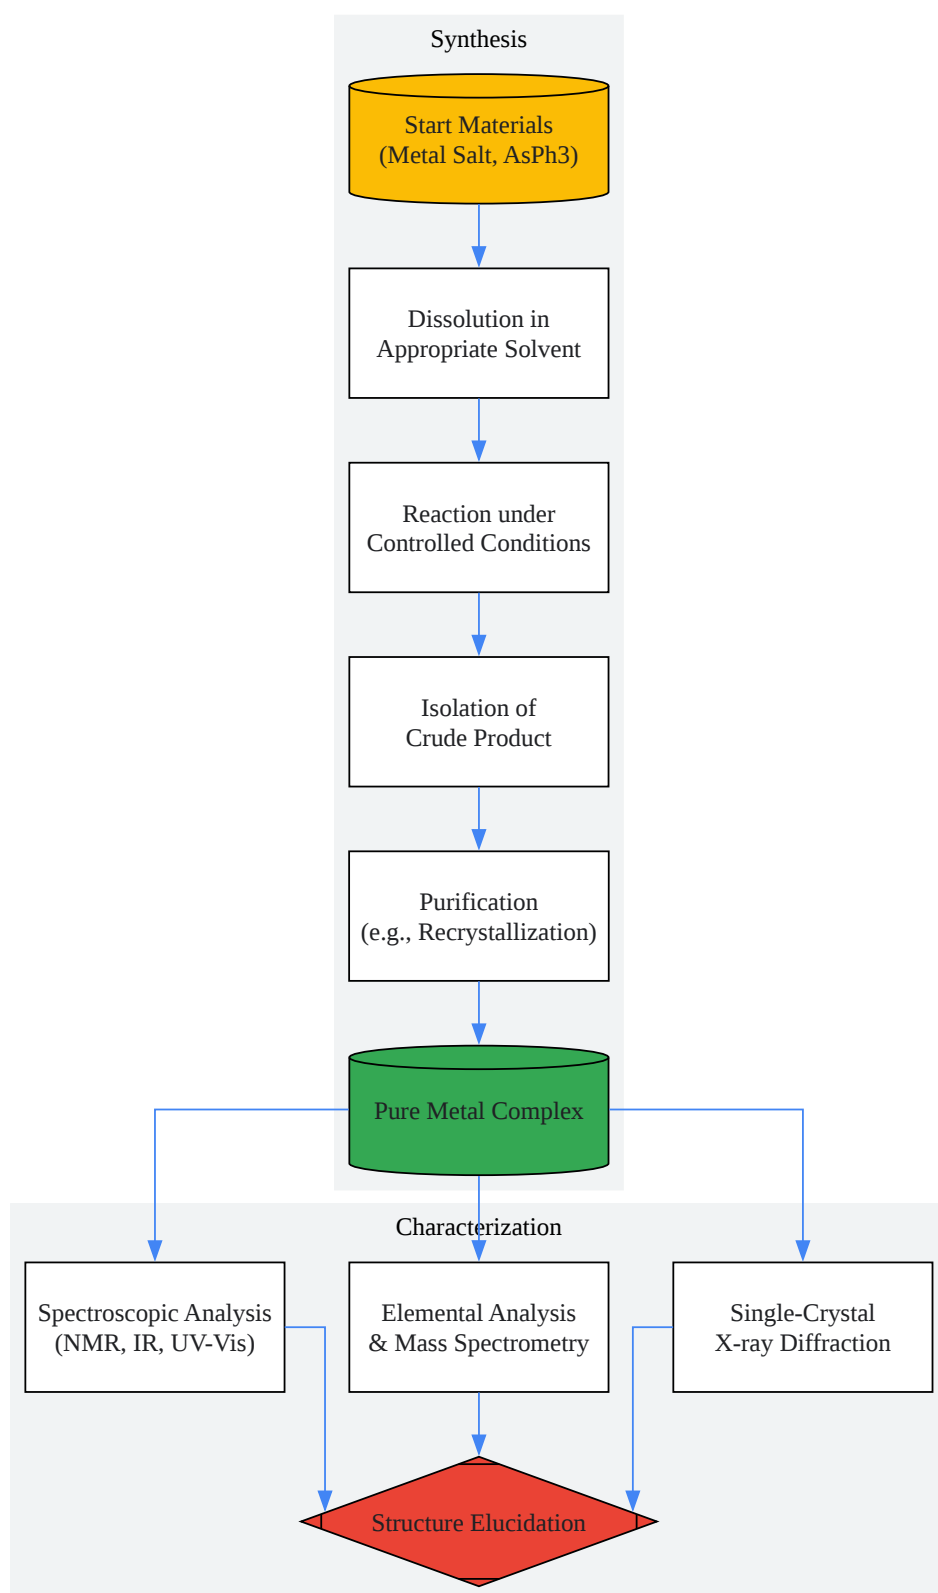 Synthesis
Start Materials
(Metal Salt, AsPh3)
Dissolution in
Appropriate Solvent
Reaction under
Controlled Conditions
Isolation of
Crude Product
Purification
(e.g., Recrystallization)
Pure Metal Complex
Characterization
Spectroscopic Analysis
(NMR, IR, UV-Vis)
Elemental Analysis
& Mass Spectrometry
Single-Crystal
X-ray Diffraction
Structure Elucidation